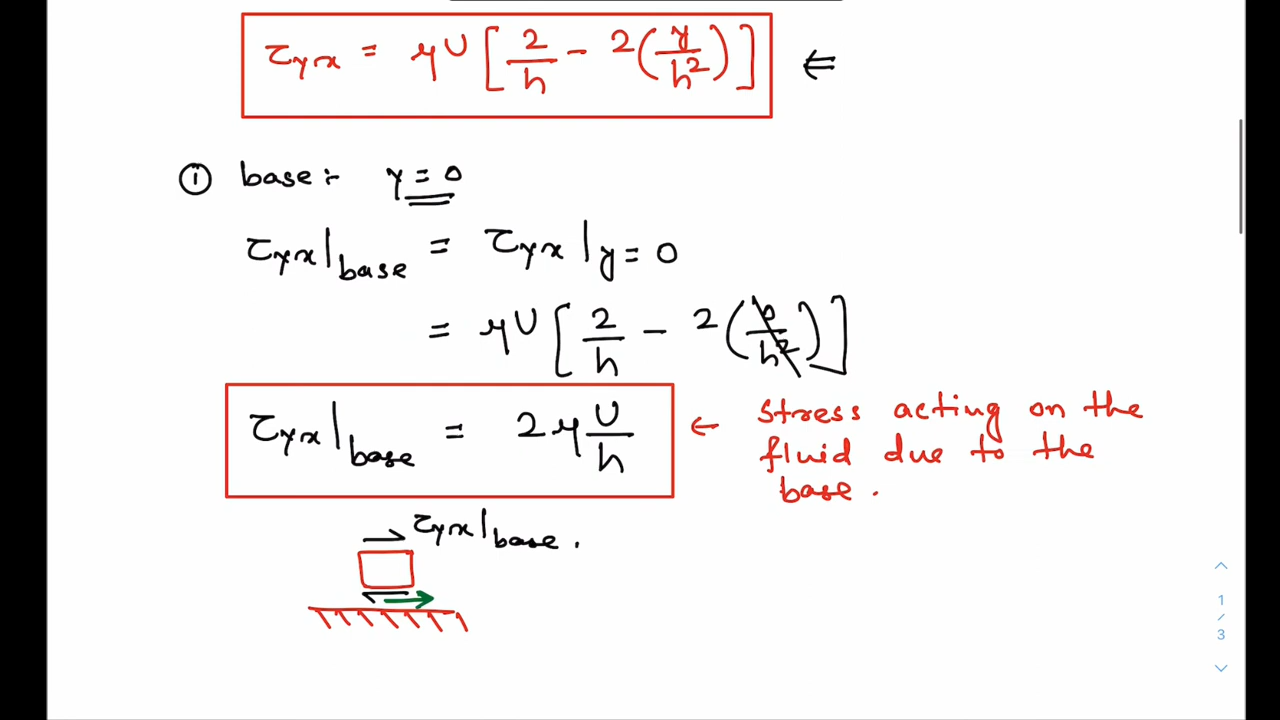 τyx = μU [ 2/h - 2(y/h²) ] ⇐
① base:- y = 0
τyx|base = τyx|y=0
= μU [ 2/h - 2(0/h²) ]
τyx|base = 2μ U/h ← Stress acting on the
fluid due to the
base.
τyx|base.
1
/
3